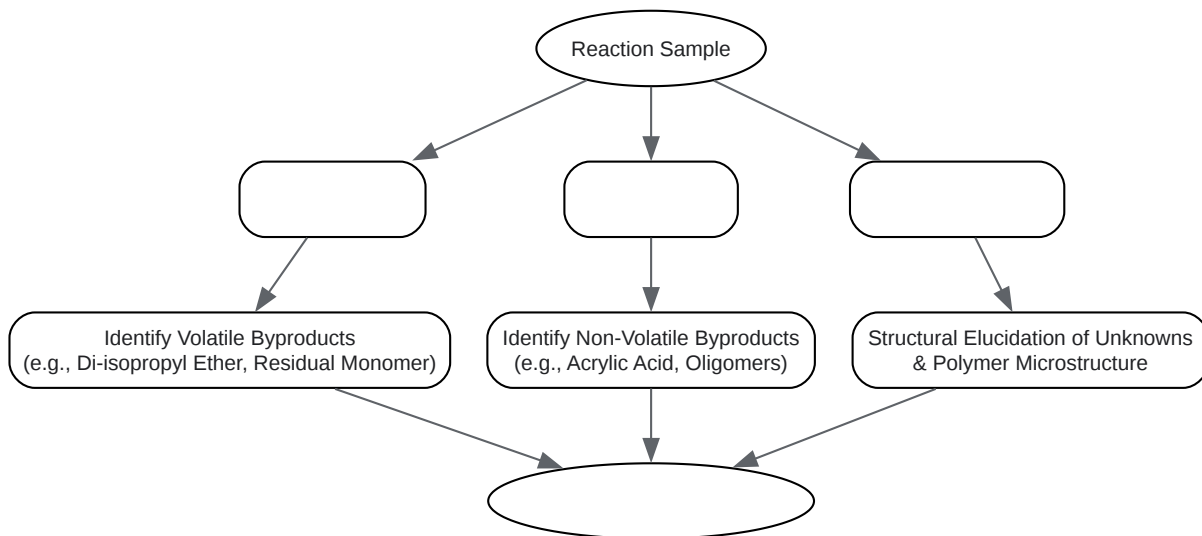 Reaction Sample
Identify Volatile Byproducts
(e.g., Di-isopropyl Ether, Residual Monomer)
Identify Non-Volatile Byproducts
(e.g., Acrylic Acid, Oligomers)
Structural Elucidation of Unknowns
& Polymer Microstructure